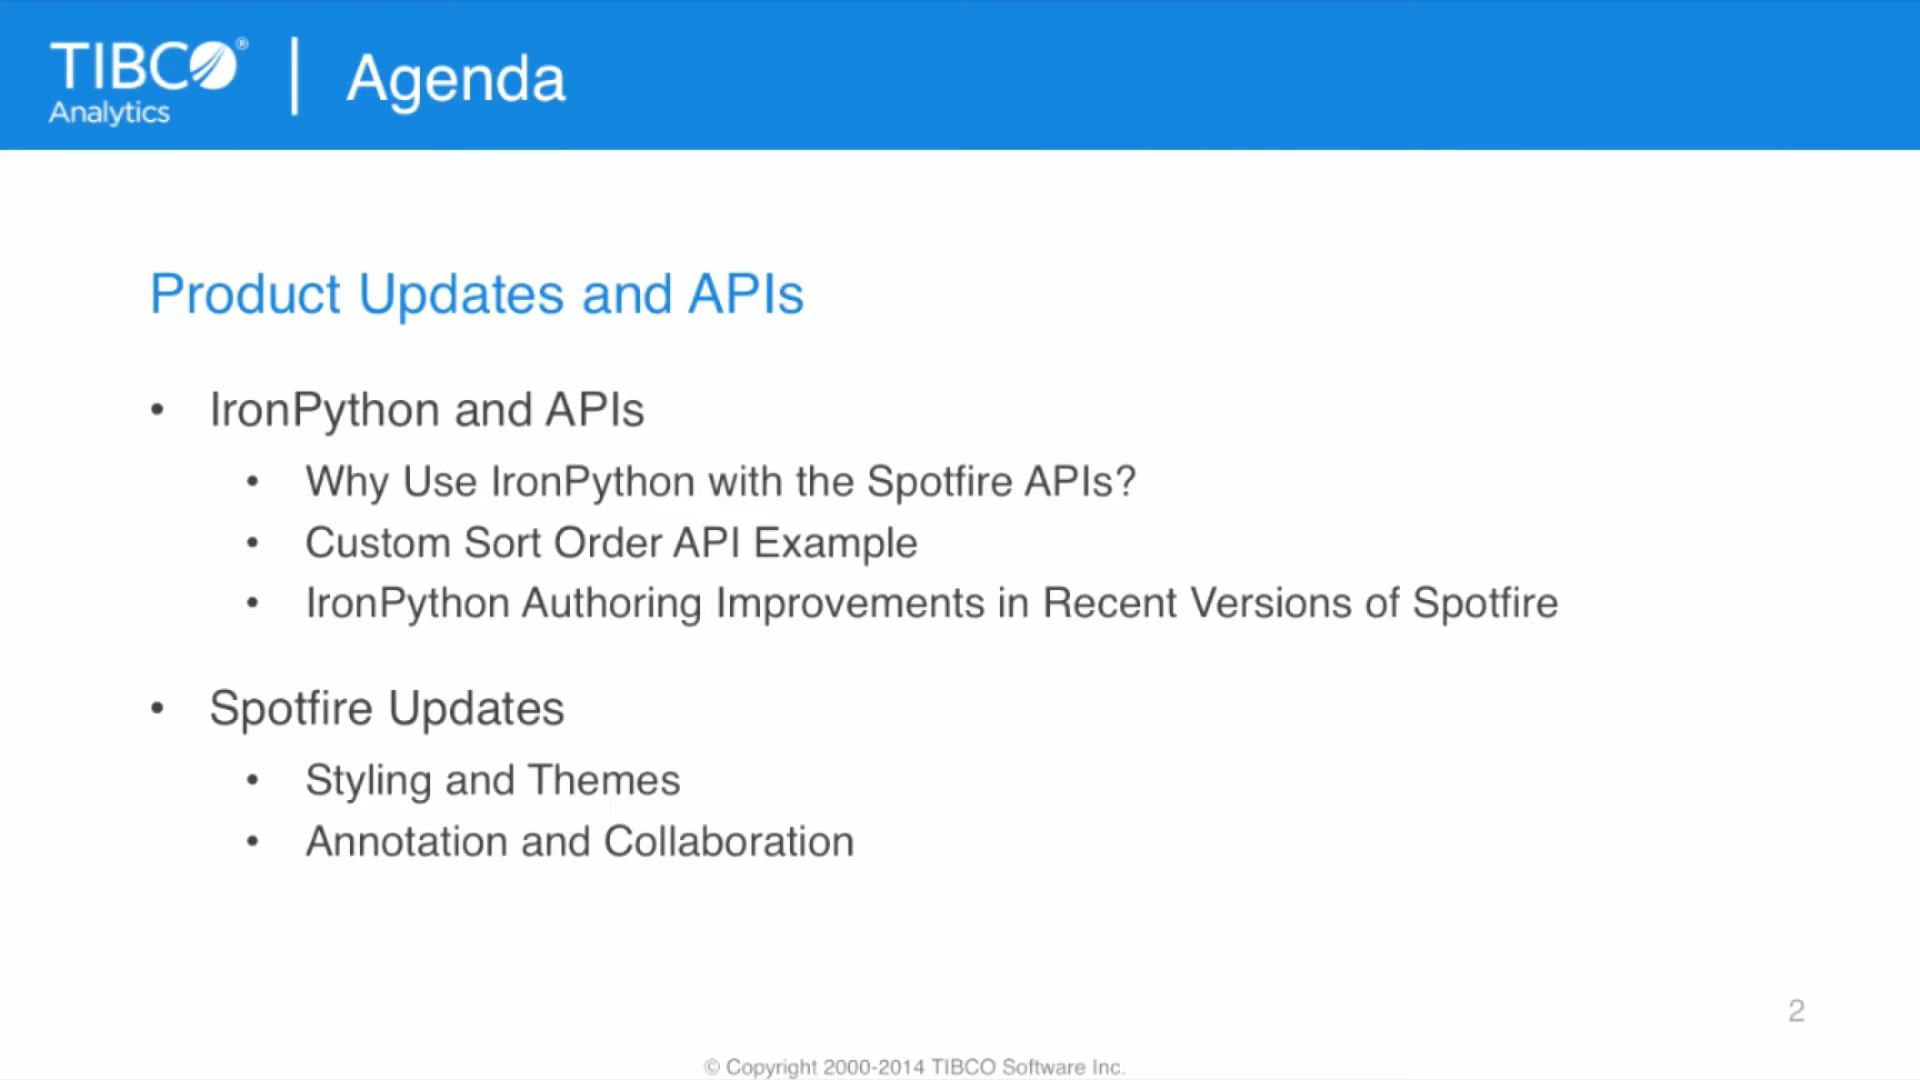 TIBCO®
Analytics
Agenda
Product Updates and APIs
• IronPython and APIs
• Why Use IronPython with the Spotfire APIs?
• Custom Sort Order API Example
• IronPython Authoring Improvements in Recent Versions of Spotfire
• Spotfire Updates
• Styling and Themes
• Annotation and Collaboration
2
© Copyright 2000-2014 TIBCO Software Inc.